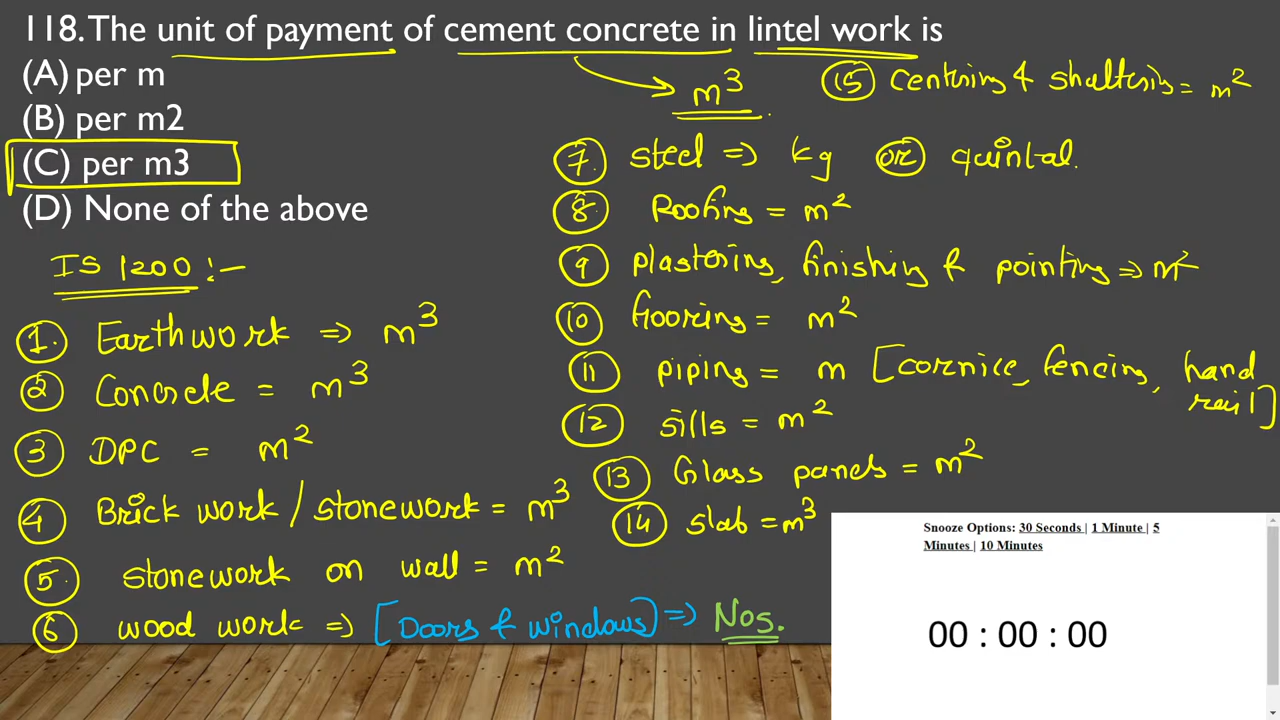 118.The unit of payment of cement concrete in lintel work is
(A) per m
(B) per m2
(C) per m3
(D) None of the above
m³
IS 1200 :-
1. Earthwork => m³
2 Concrete = m³
3 DPC = m²
4 Brick work / stonework = m³
5. stonework on wall = m²
6 wood work => [Doors & windows] => Nos.
7. steel => kg or quintal.
8. Roofing = m²
9 plastering, finishing & pointing => m²
10 flooring = m²
11 piping = m [cornice, fencing, hand
rail]
12 sills = m²
13 Glass panels = m²
14 slab = m³
15 centering & shuttering = m²
Snooze Options: 30 Seconds | 1 Minute | 5
Minutes | 10 Minutes
00 : 00 : 00